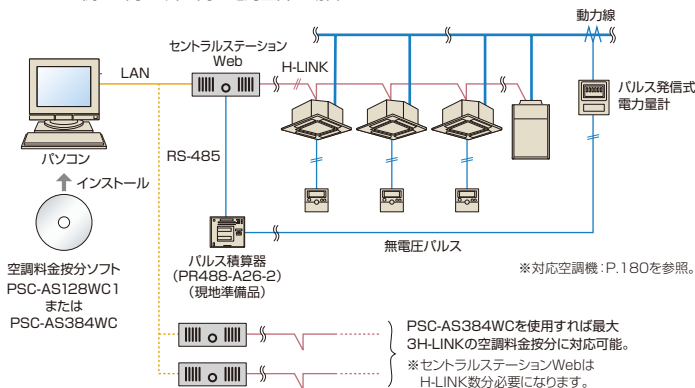 動力線
セントラルステーション
Web
LAN
H-LINK
パルス発信式
電力量計
パソコン
RS-485
インストール
空調料金按分ソフト
PSC-AS128WC1
または
PSC-AS384WC
パルス積算器
(PR488-A26-2)
(現地準備品)
無電圧パルス
※対応空調機:P.180を参照。
PSC-AS384WCを使用すれば最大
3H-LINKの空調料金按分に対応可能。
※セントラルステーションWebは
H-LINK数分必要になります。